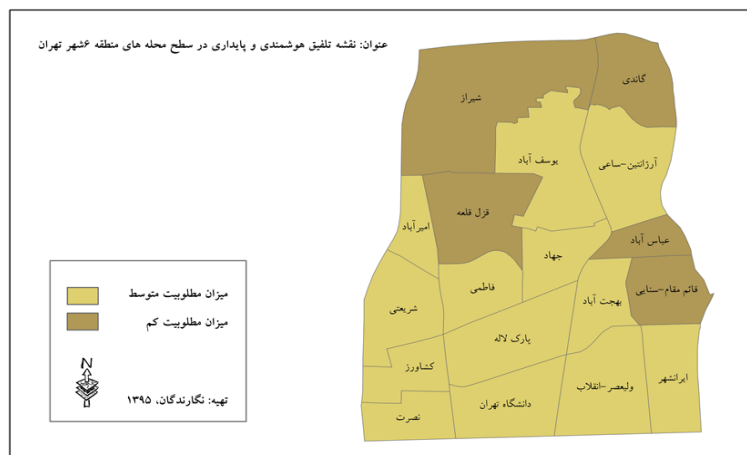 عنوان: نقشه تلفیق هوشمندی و پایداری در سطح محله های منطقه ۶شهر تهران
گاندی
شیراز
یوسف آباد
آرژانتین-ساعی
قزل قلعه
امیرآباد
عباس آباد
جهاد
قائم مقام-سنایی
فاطمی
بهجت آباد
شریعتی
پارک لاله
کشاورز
ایرانشهر
ولیعصر-انقلاب
دانشگاه تهران
نصرت
میزان مطلوبیت متوسط
میزان مطلوبیت کم
N
تهیه: نگارندگان، ۱۳۹۵